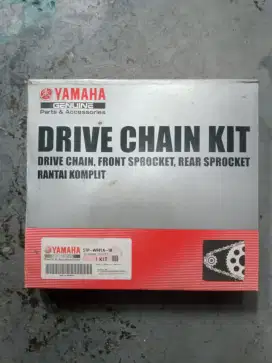 YAMAHA
GENUINE
Parts & Accessories
DRIVE CHAIN KIT
DRIVE CHAIN, FRONT SPROCKET, REAR SPROCKET
RANTAI KOMPLIT
YAMAHA
1 KIT